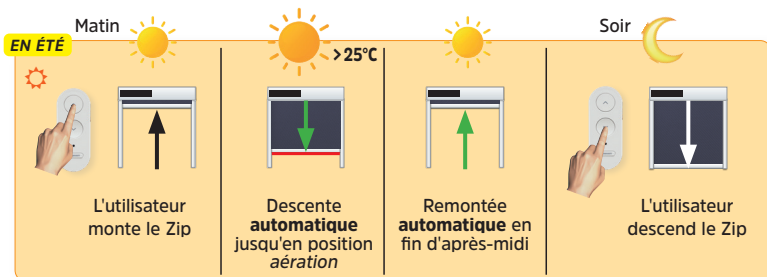 Matin
Soir
EN ÉTÉ
>25°C
L'utilisateur
monte le Zip
Descente
automatique
jusqu'en position
aération
Remontée
automatique en
fin d'après-midi
L'utilisateur
descend le Zip